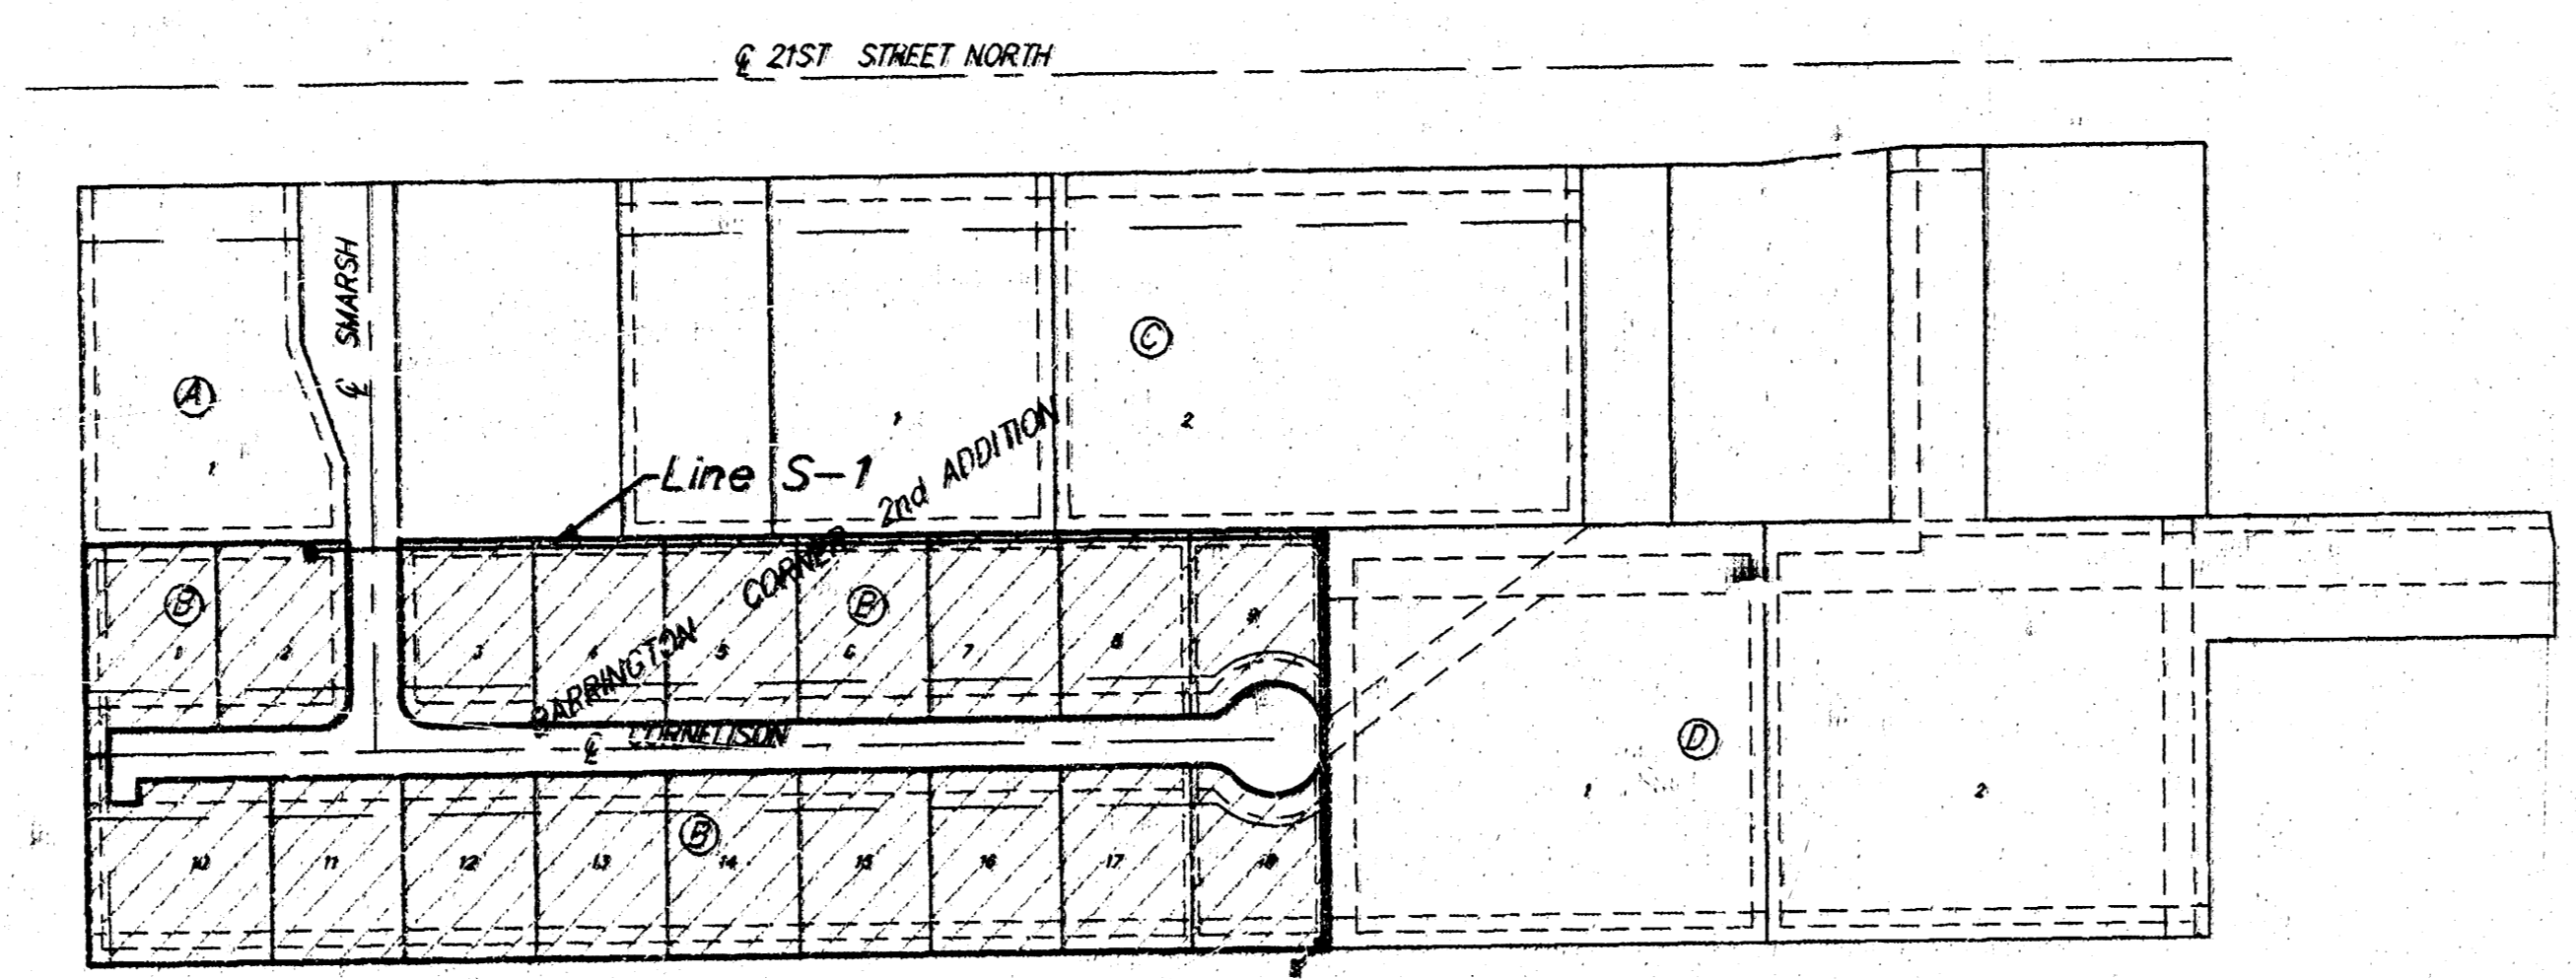 ℄ 21ST STREET NORTH
℄ SMARSH
A
1
C
1
2
Line S-1
BARRINGTON CORNER 2nd ADDITION
B
1
2
B
3
4
5
6
7
8
9
℄ CORNELISON
D
1
2
B
10
11
12
13
14
15
16
17
18